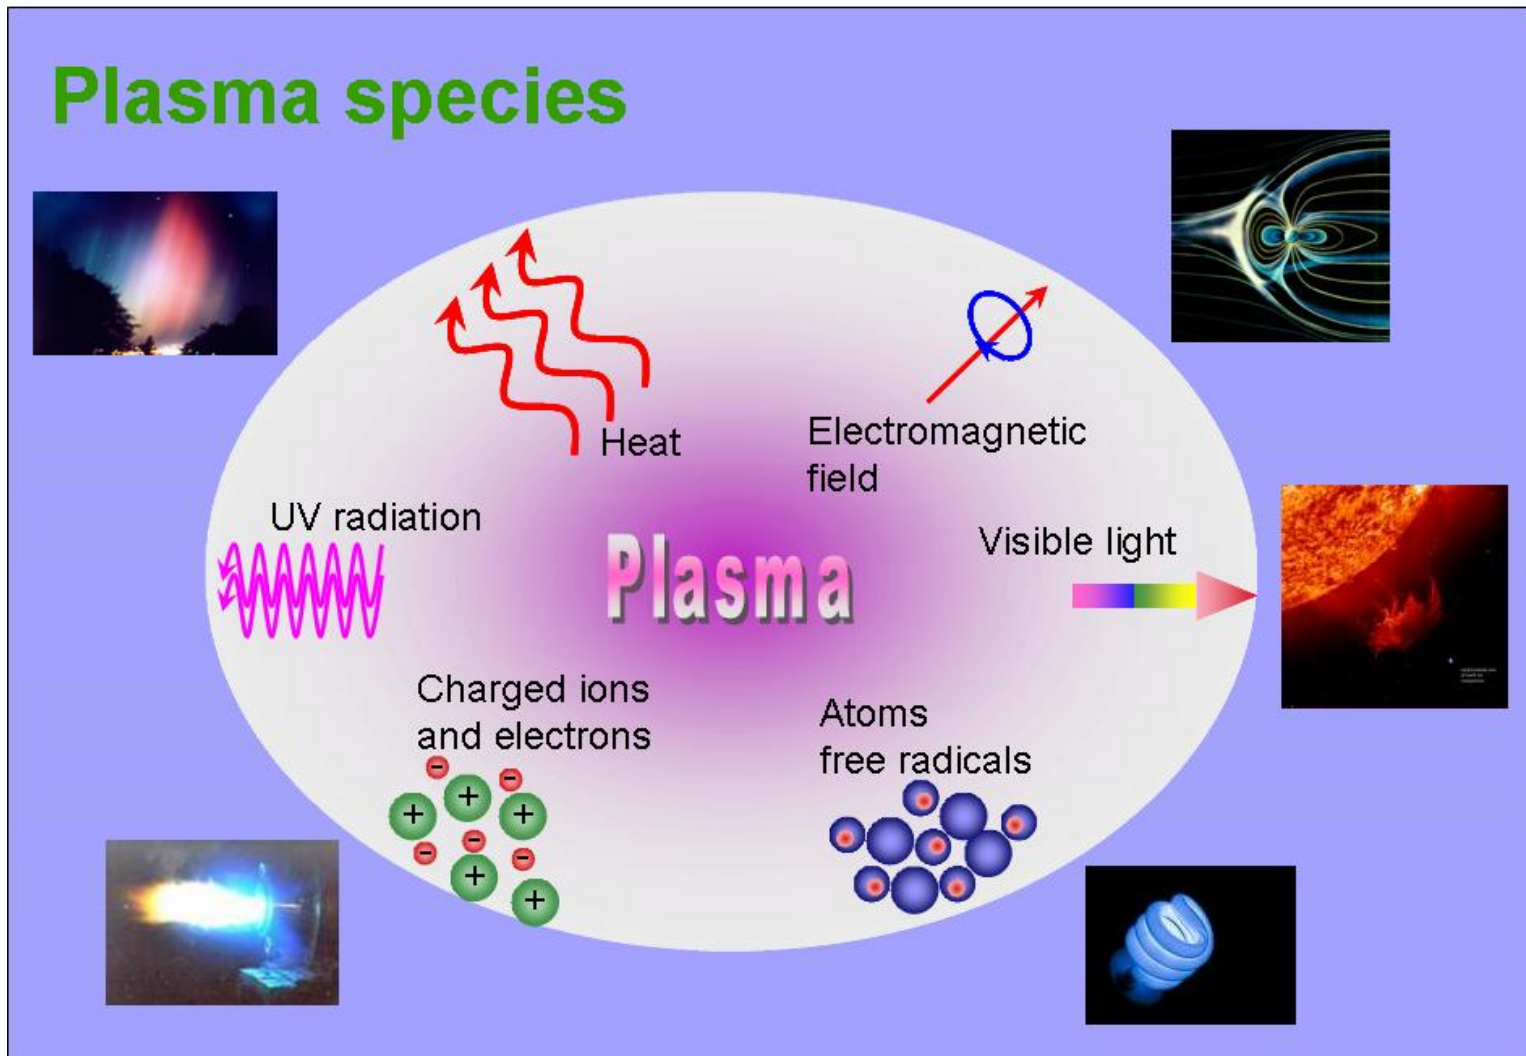 Plasma species
Heat
Electromagnetic
field
UV radiation
Visible light
Plasma
Charged ions
and electrons
Atoms
free radicals